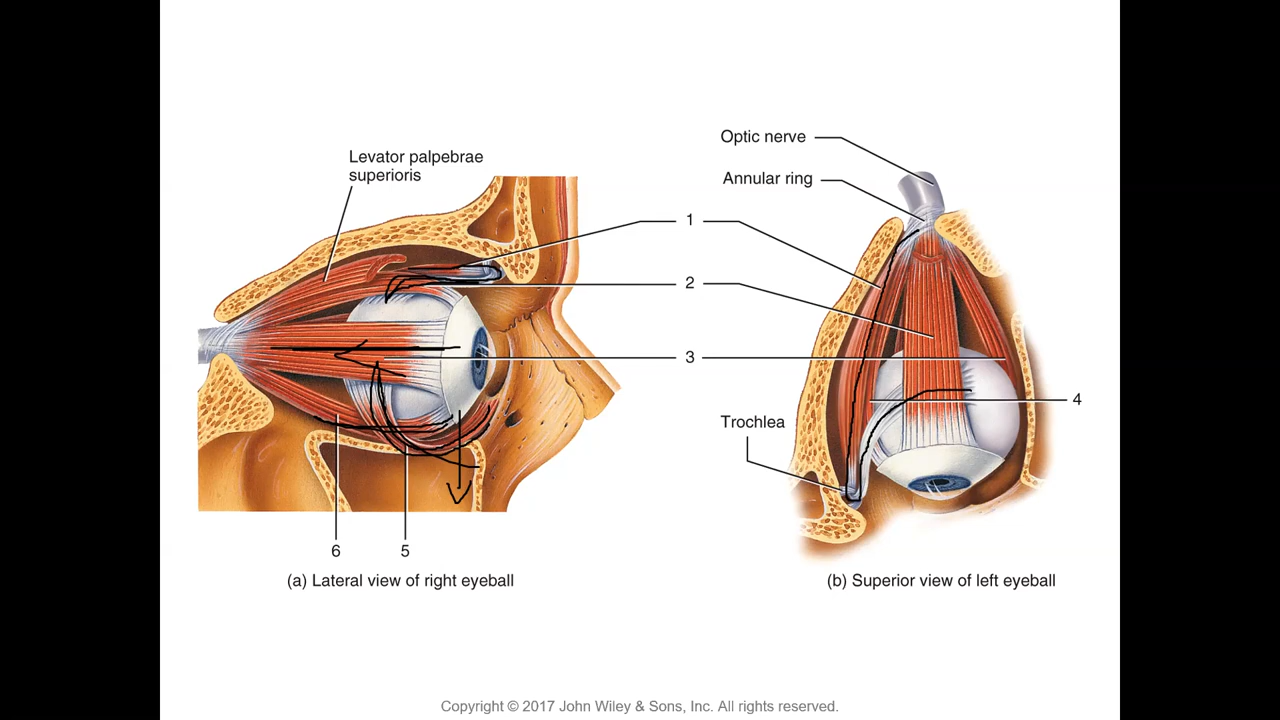 Optic nerve
Levator palpebrae
superioris
Annular ring
1
2
3
4
Trochlea
6
5
(a) Lateral view of right eyeball
(b) Superior view of left eyeball
Copyright © 2017 John Wiley & Sons, Inc. All rights reserved.